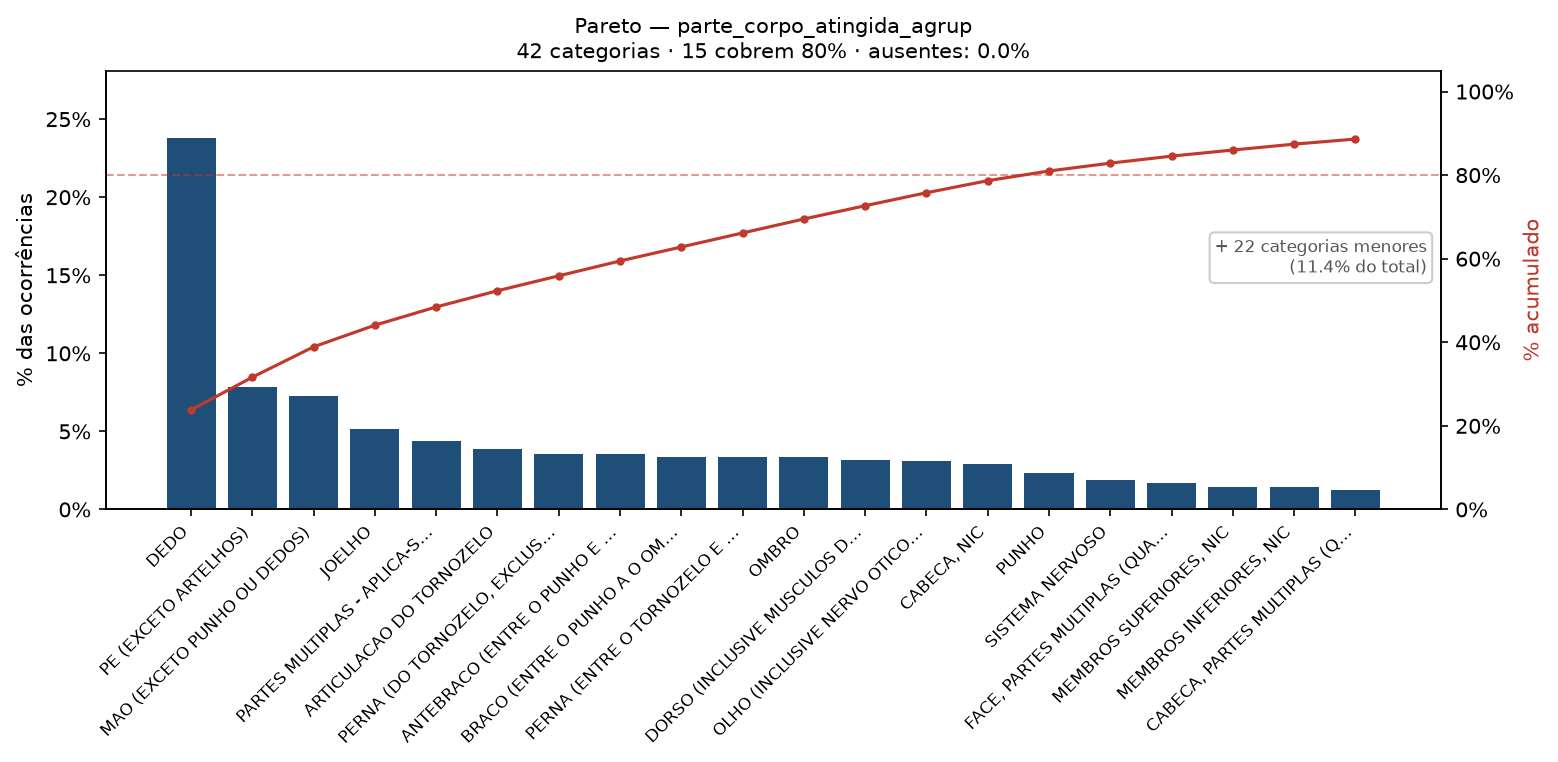 Pareto — parte_corpo_atingida_agrup
42 categorias · 15 cobrem 80% · ausentes: 0.0%
% das ocorrências
25%
20%
15%
10%
5%
0%
100%
80%
60%
40%
20%
0%
% acumulado
+ 22 categorias menores
(11.4% do total)
DEDO
PE (EXCETO ARTELHOS)
MAO (EXCETO PUNHO OU DEDOS)
JOELHO
PARTES MULTIPLAS - APLICA-S...
ARTICULACAO DO TORNOZELO
PERNA (DO TORNOZELO, EXCLUS...
ANTEBRACO (ENTRE O PUNHO E ...
BRACO (ENTRE O PUNHO A O OM...
PERNA (ENTRE O TORNOZELO E ...
OMBRO
DORSO (INCLUSIVE MUSCULOS D...
OLHO (INCLUSIVE NERVO OTICO...
CABECA, NIC
PUNHO
SISTEMA NERVOSO
FACE, PARTES MULTIPLAS (QUA...
MEMBROS SUPERIORES, NIC
MEMBROS INFERIORES, NIC
CABECA, PARTES MULTIPLAS (Q...